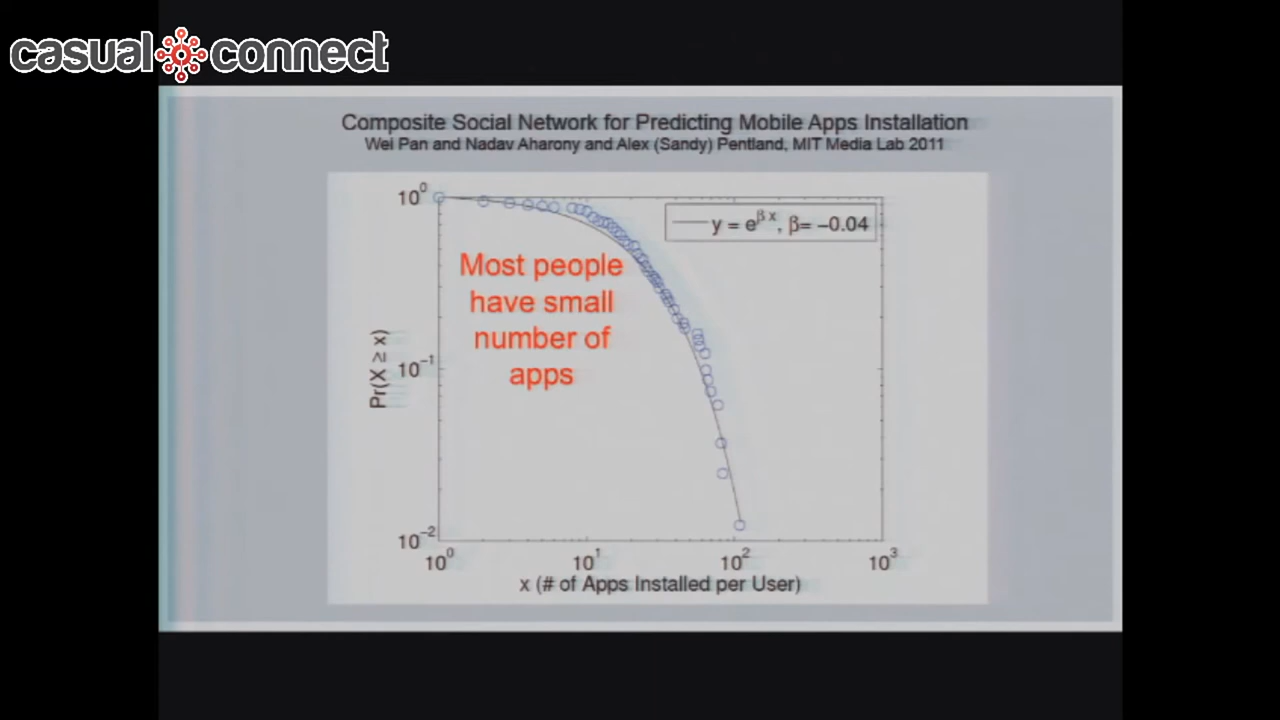 casual connect
Composite Social Network for Predicting Mobile Apps Installation
Wei Pan and Nadav Aharony and Alex (Sandy) Pentland, MIT Media Lab 2011
10^0
y = e^{β x}, β= −0.04
Most people
have small
number of
apps
Pr(X ≥ x)
10^−1
10^−2
10^0 10^1 10^2 10^3
x (# of Apps Installed per User)